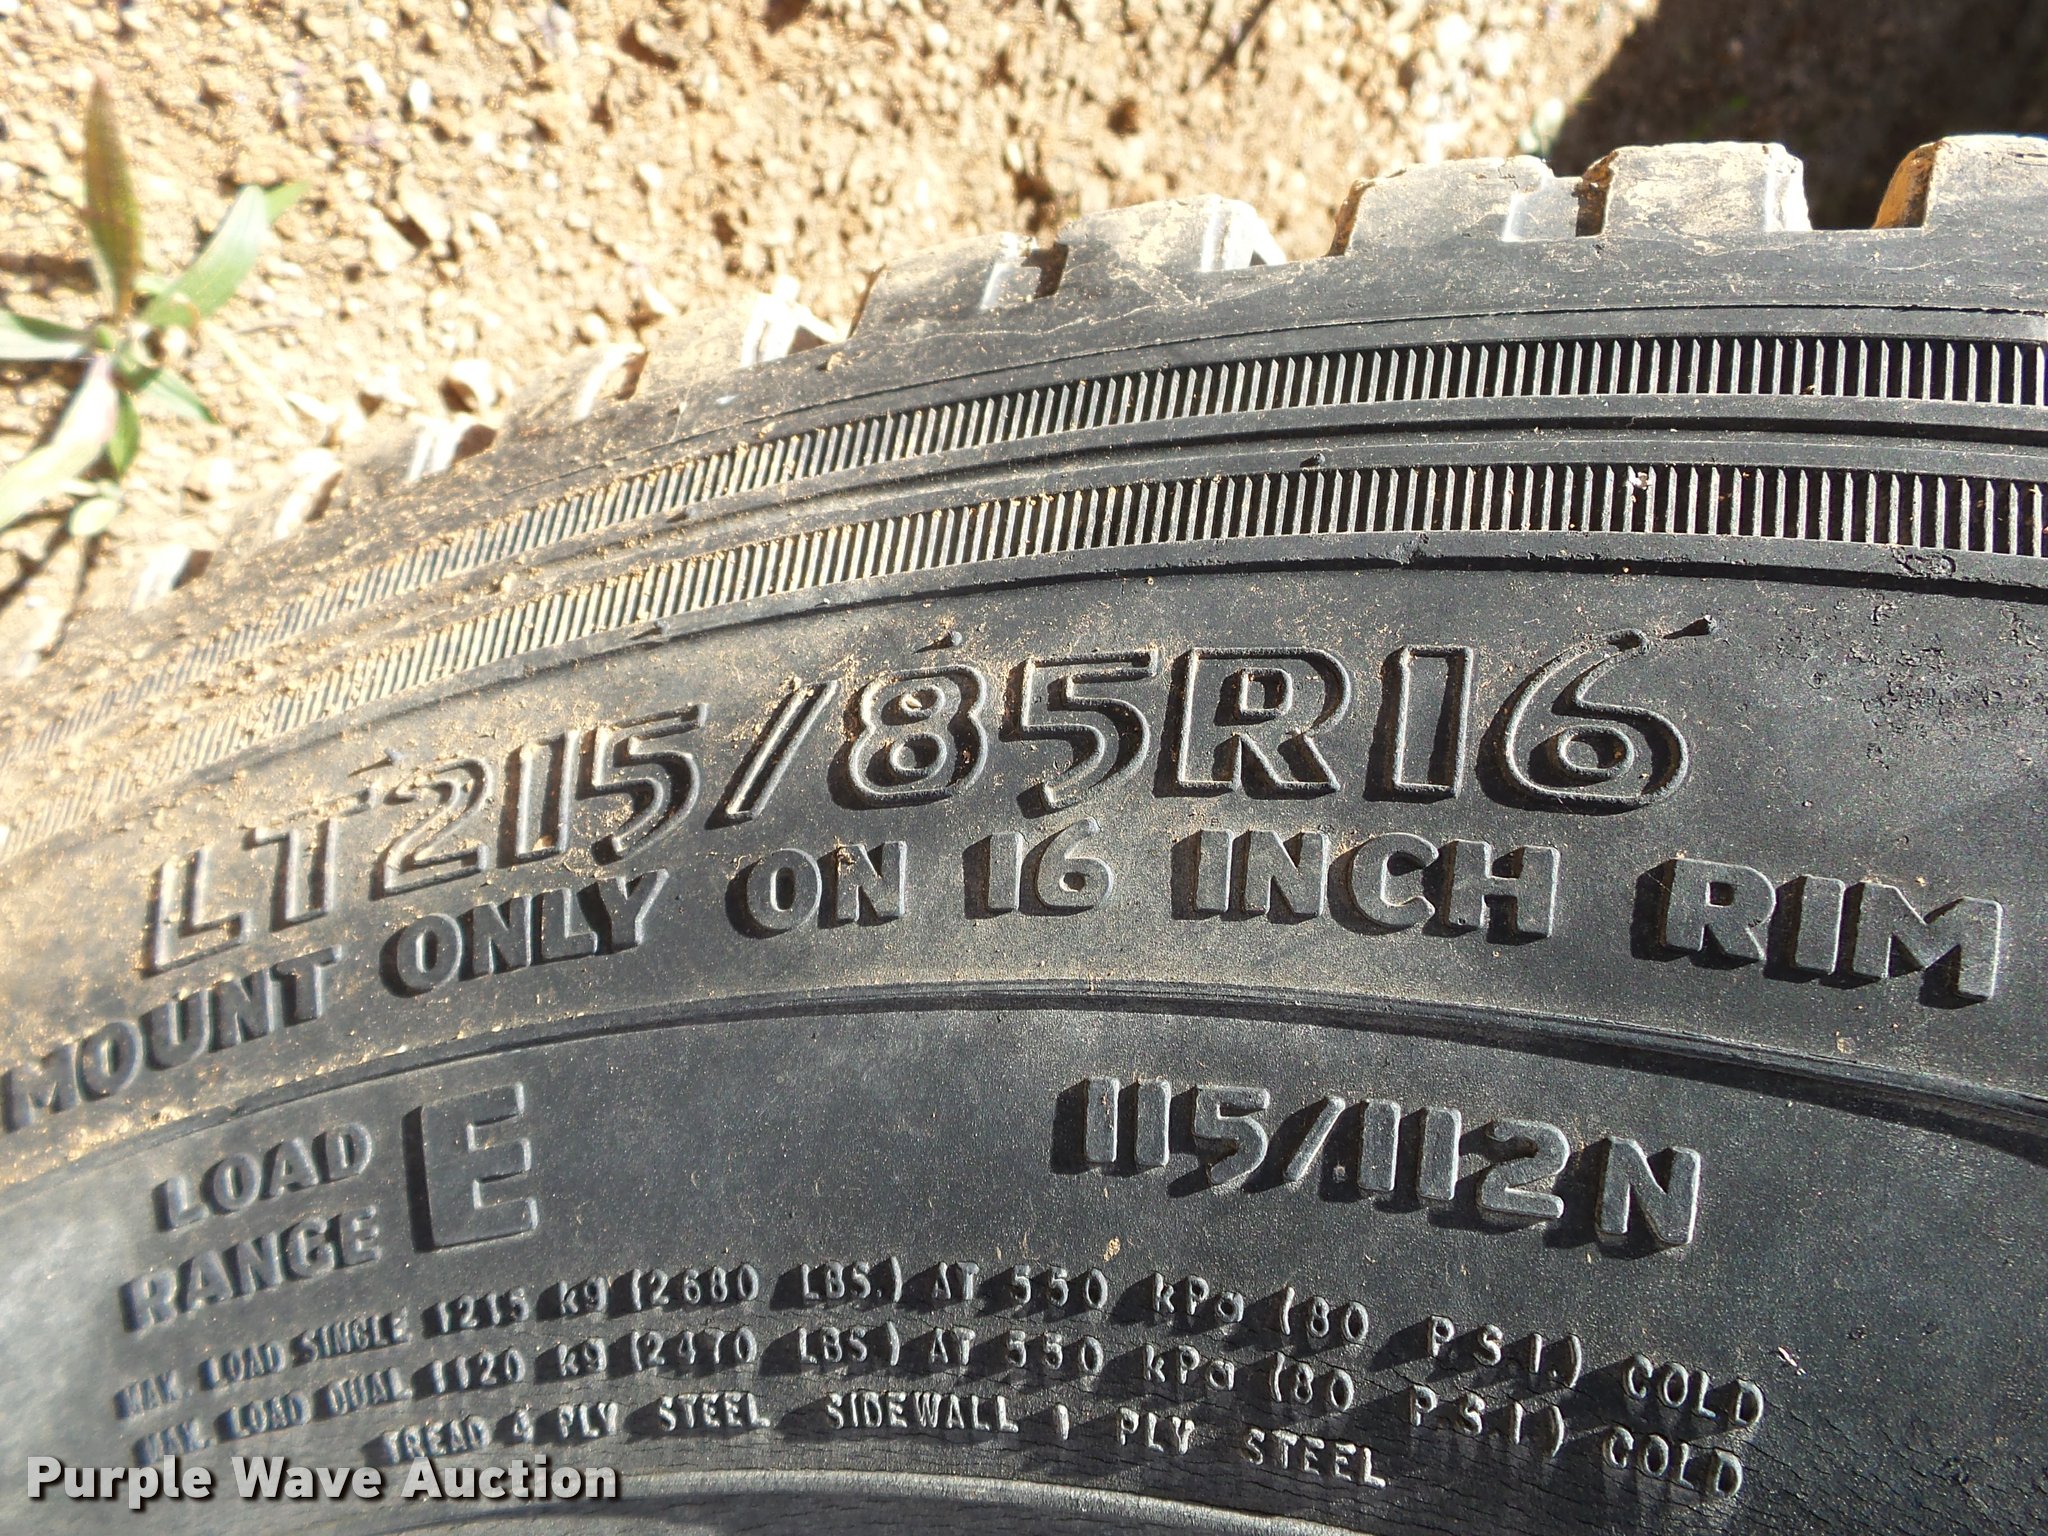 LT215/85R16
MOUNT ONLY ON 16 INCH RIM
LOAD RANGE E
115/112N
MAX. LOAD SINGLE 1215 kg (2680 LBS.) AT 550 kPa (80 P.S.I.) COLD
MAX. LOAD DUAL 1120 kg (2470 LBS) AT 550 kPa (80 P.S.I) COLD
TREAD 4 PLY STEEL SIDEWALL 1 PLY STEEL
Purple Wave Auction